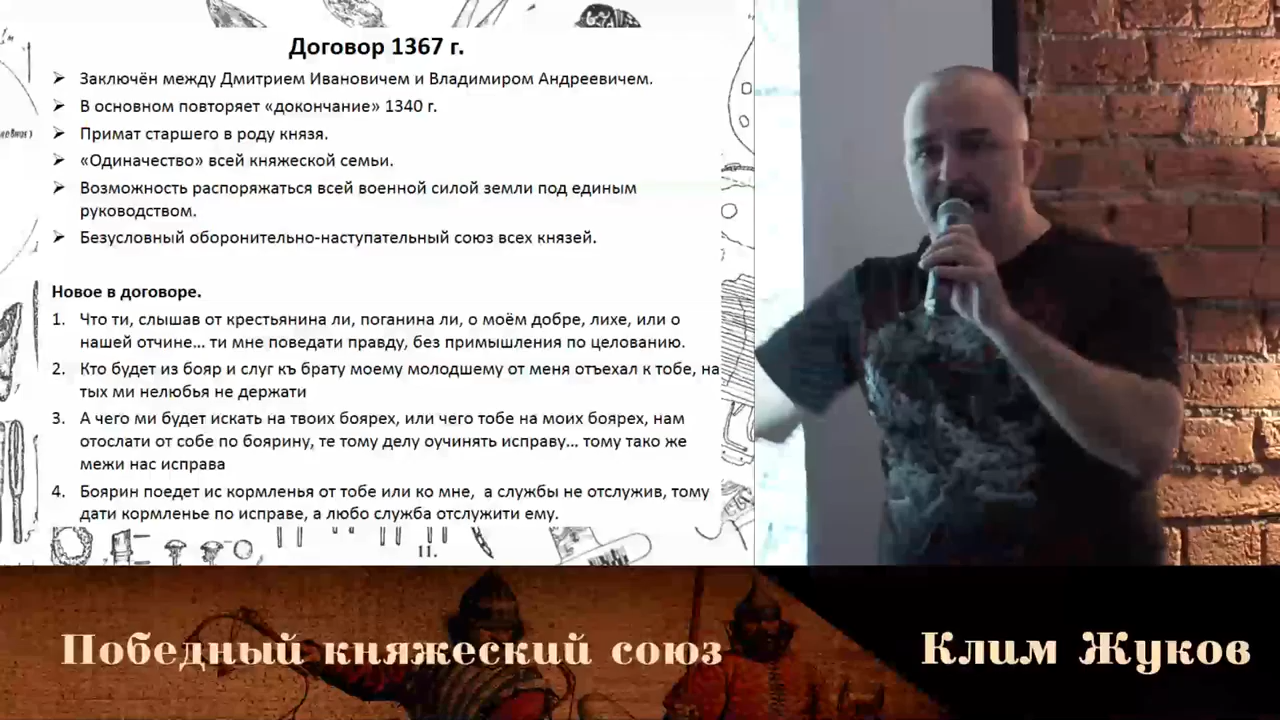 Договор 1367 г.
➢ Заключён между Дмитрием Ивановичем и Владимиром Андреевичем.
➢ В основном повторяет «докончание» 1340 г.
➢ Примат старшего в роду князя.
➢ «Одиначество» всей княжеской семьи.
➢ Возможность распоряжаться всей военной силой земли под единым
руководством.
➢ Безусловный оборонительно-наступательный союз всех князей.
Новое в договоре.
1. Что ти, слышав от крестьянина ли, поганина ли, о моём добре, лихе, или о
нашей отчине... ти мне поведати правду, без примышления по целованию.
2. Кто будет из бояр и слуг къ брату моему молодшему от меня отъехал к тобе, на
тых ми нелюбья не держати
3. А чего ми будет искать на твоих боярех, или чего тобе на моих боярех, нам
отослати от собе по боярину, те тому делу оучинять исправу... тому тако же
межи нас исправа
4. Боярин поедет ис кормленья от тобе или ко мне, а службы не отслужив, тому
дати кормленье по исправе, а любо служба отслужити ему.
II.
Победный княжеский союз
Клим Жуков